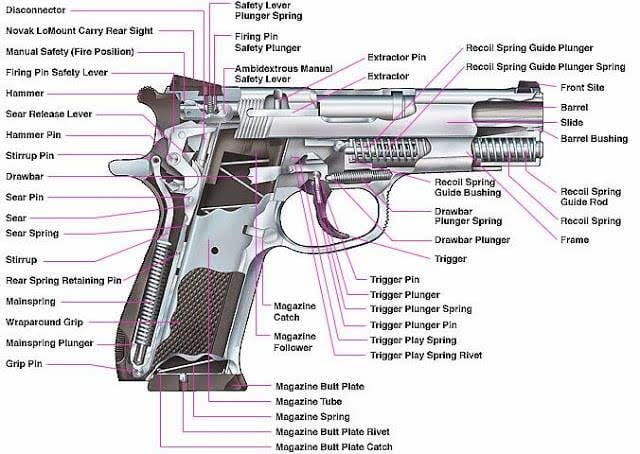 Disconnector
Novak LoMount Carry Rear Sight
Manual Safety (Fire Position)
Firing Pin Safety Lever
Hammer
Sear Release Lever
Hammer Pin
Stirrup Pin
Drawbar
Sear Pin
Sear
Sear Spring
Stirrup
Rear Spring Retaining Pin
Mainspring
Wraparound Grip
Mainspring Plunger
Grip Pin
Safety Lever
Plunger Spring
Firing Pin
Safety Plunger
Ambidextrous Manual
Safety Lever
Extractor Pin
Extractor
Recoil Spring Guide Plunger
Recoil Spring Guide Plunger Spring
Front Site
Barrel
Slide
Barrel Bushing
Recoil Spring
Guide Rod
Recoil Spring
Frame
Recoil Spring
Guide Bushing
Drawbar
Plunger Spring
Drawbar Plunger
Trigger
Trigger Pin
Trigger Plunger
Trigger Plunger Spring
Trigger Plunger Pin
Trigger Play Spring
Trigger Play Spring Rivet
Magazine
Catch
Magazine
Follower
Magazine Butt Plate
Magazine Tube
Magazine Spring
Magazine Butt Plate Rivet
Magazine Butt Plate Catch